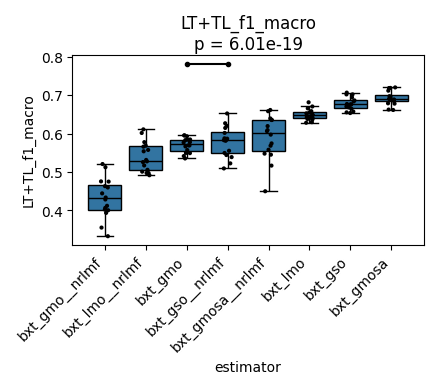 LT+TL_f1_macro
p = 6.01e-19
LT+TL_f1_macro
0.8
0.7
0.6
0.5
0.4
bxt_gmo__nrlmf
bxt_lmo__nrlmf
bxt_gmo
bxt_gso__nrlmf
bxt_gmosa__nrlmf
bxt_lmo
bxt_gso
bxt_gmosa
estimator